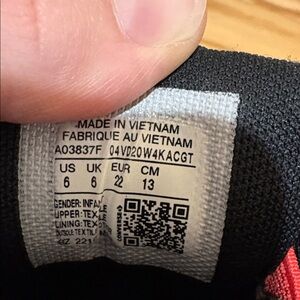 MADE IN VIETNAM
FABRIQUE AU VIETNAM
A03837F 04VD20W4KACGT
US UK EUR CM
6 6 22 13
GENDER:
UPPER:TEX
LINING:TEX
CONVERSE